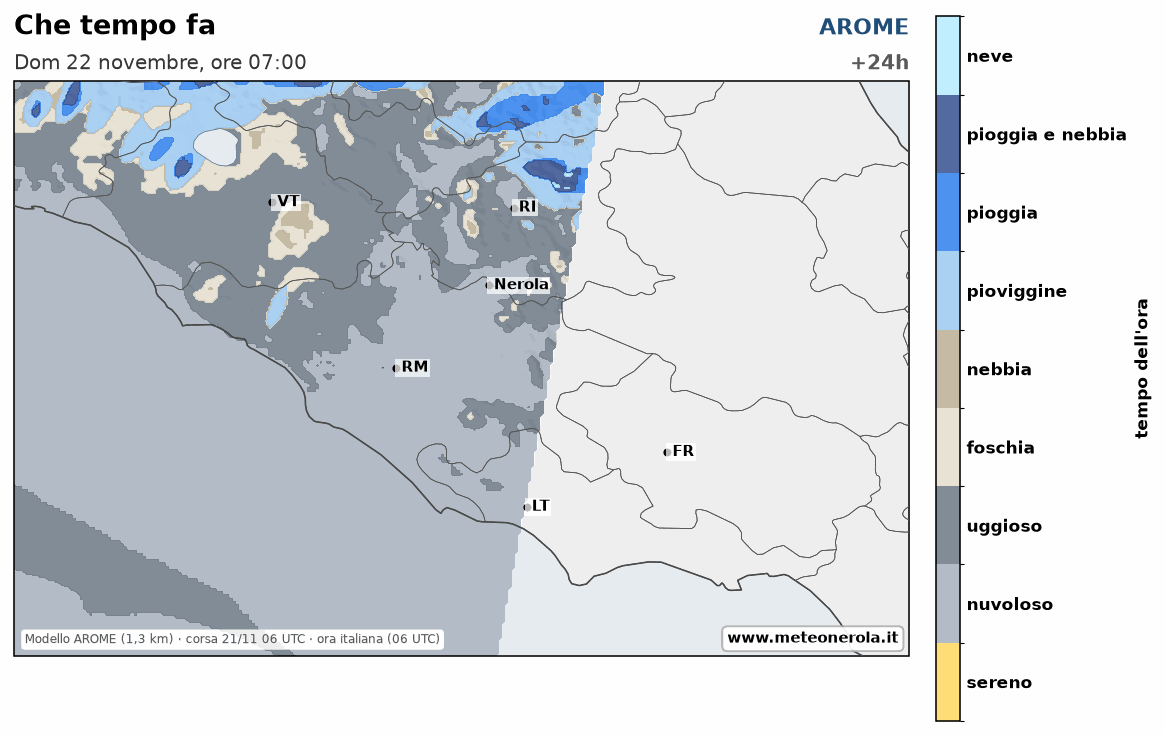 Che tempo fa
AROME
Dom 22 novembre, ore 07:00
+24h
neve
pioggia e nebbia
pioggia
pioviggine
nebbia
foschia
uggioso
nuvoloso
sereno
tempo dell'ora
VT
RI
Nerola
RM
FR
LT
Modello AROME (1,3 km) · corsa 21/11 06 UTC · ora italiana (06 UTC)
www.meteonerola.it